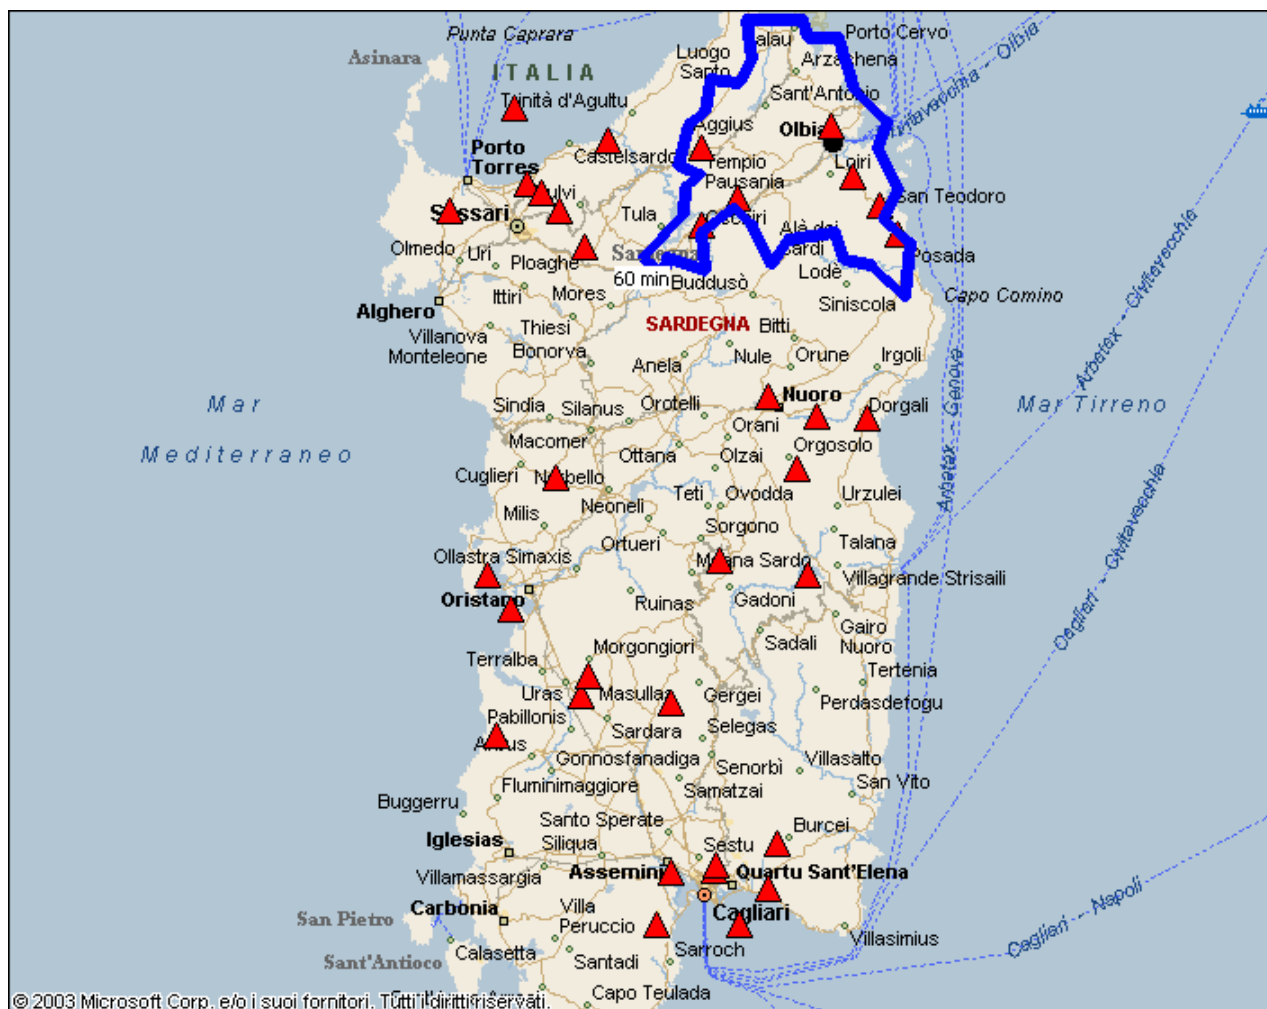 Punta Caprara
Porto Cervo
Asinara
Luogo
Santo
ITALIA
Arzachena
Trinità d'Agultu
Sant'Antonio
Civitavecchia - Olbia
Aggius
Olbia
Porto
Torres
Castelsardo
Tempio
Pausania
Loiri
San Teodoro
Sassari
Tula
Olmedo
Uri
Ploaghe
Sardegna
60 min
Buddusò
Lodè
Posada
Siniscola
Capo Comino
Alghero
Ittiri
Mores
Thiesi
SARDEGNA
Bitti
Villanova
Monteleone
Bonorva
Anela
Nule
Orune
Irgoli
Arbatax - Civitavecchia
Arbatax - Genova
Mar
Mediterraneo
Mar Tirreno
Sindia
Silanus
Orotelli
Nuoro
Dorgali
Macomer
Orani
Ottana
Olzai
Orgosolo
Cuglieri
Norbello
Teti
Ovodda
Urzulei
Milis
Neoneli
Sorgono
Ortueri
Talana
Cagliari - Civitavecchia
Ollastra Simaxis
Meana Sardo
Villagrande Strisaili
Oristano
Ruinas
Gadoni
Gairo
Nuoro
Sadali
Morgongiori
Terralba
Tertenia
Uras
Masullas
Gergei
Perdasdefogu
Pabillonis
Sardara
Selegas
Arbus
Gonnosfanadiga
Senorbì
Villasalto
Fluminimaggiore
Samatzai
San Vito
Buggerru
Santo Sperate
Burcei
Iglesias
Siliqua
Sestu
Villamassargia
Assemini
Quartu Sant'Elena
Carbonia
Cagliari
San Pietro
Villa
Peruccio
Sarroch
Villasimius
Cagliari - Napoli
Calasetta
Sant'Antioco
Santadi
Capo Teulada
© 2003 Microsoft Corp. e/o i suoi fornitori. Tutti i diritti riservati.